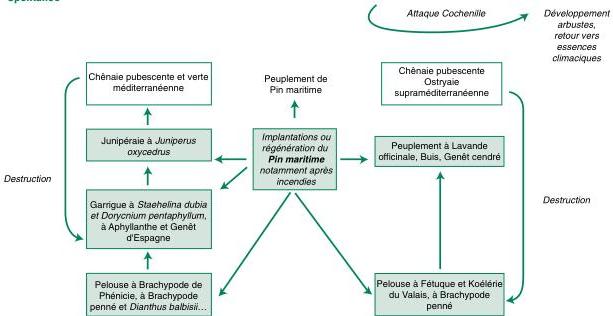 Attaque Cochenille
Développement
arbustes,
retour vers
essences
climaciques
Chênaie pubescente et verte
méditerranéenne
Peuplement de
Pin maritime
Chênaie pubescente
Ostryaie
supraméditerranéenne
Junipéraie à Juniperus
oxycedrus
Implantations ou
régénération du
Pin maritime
notamment après
incendies
Peuplement à Lavande
officinale, Buis, Genêt cendré
Destruction
Garrigue à Staehelina dubia
et Dorycnium pentaphyllum,
à Aphyllanthe et Genêt
d'Espagne
Destruction
Pelouse à Brachypode de
Phénicie, à Brachypode
penné et Dianthus balbisii…
Pelouse à Fétuque et Koélérie
du Valais, à Brachypode
penné